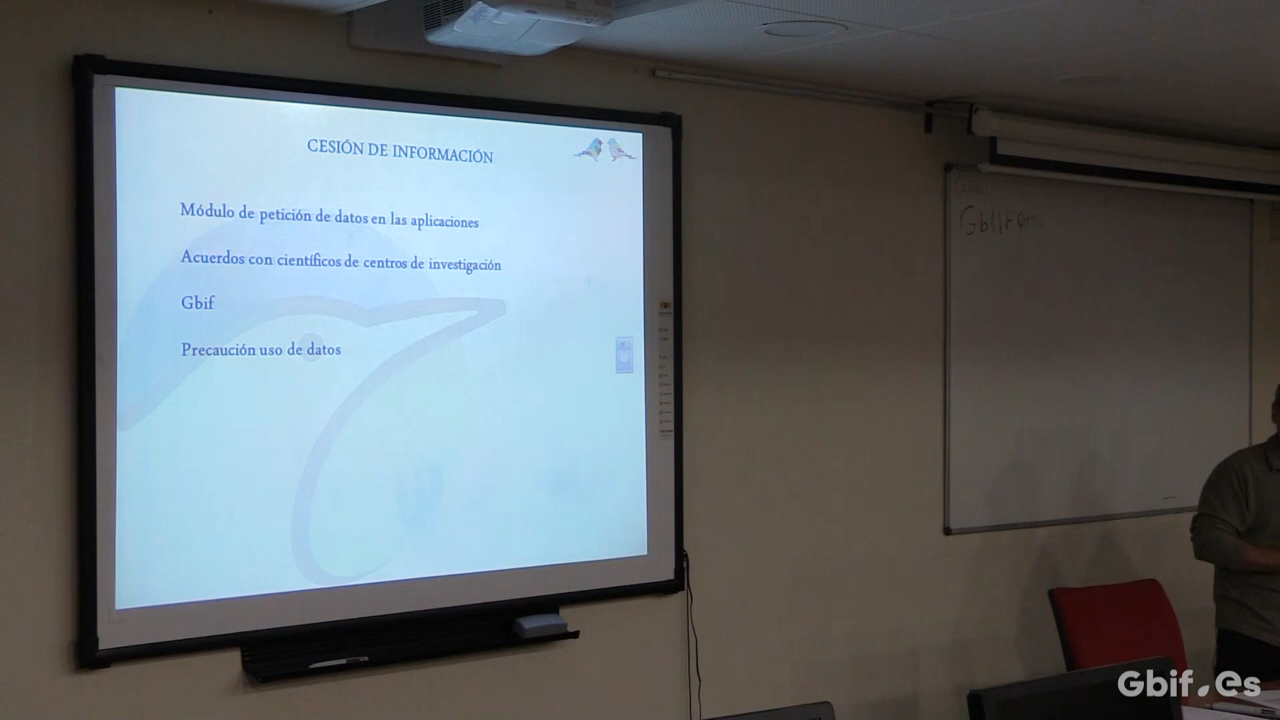 CESIÓN DE INFORMACIÓN
Módulo de petición de datos en las aplicaciones
Acuerdos con científicos de centros de investigación
Gbif
Precaución uso de datos
Gbif.es